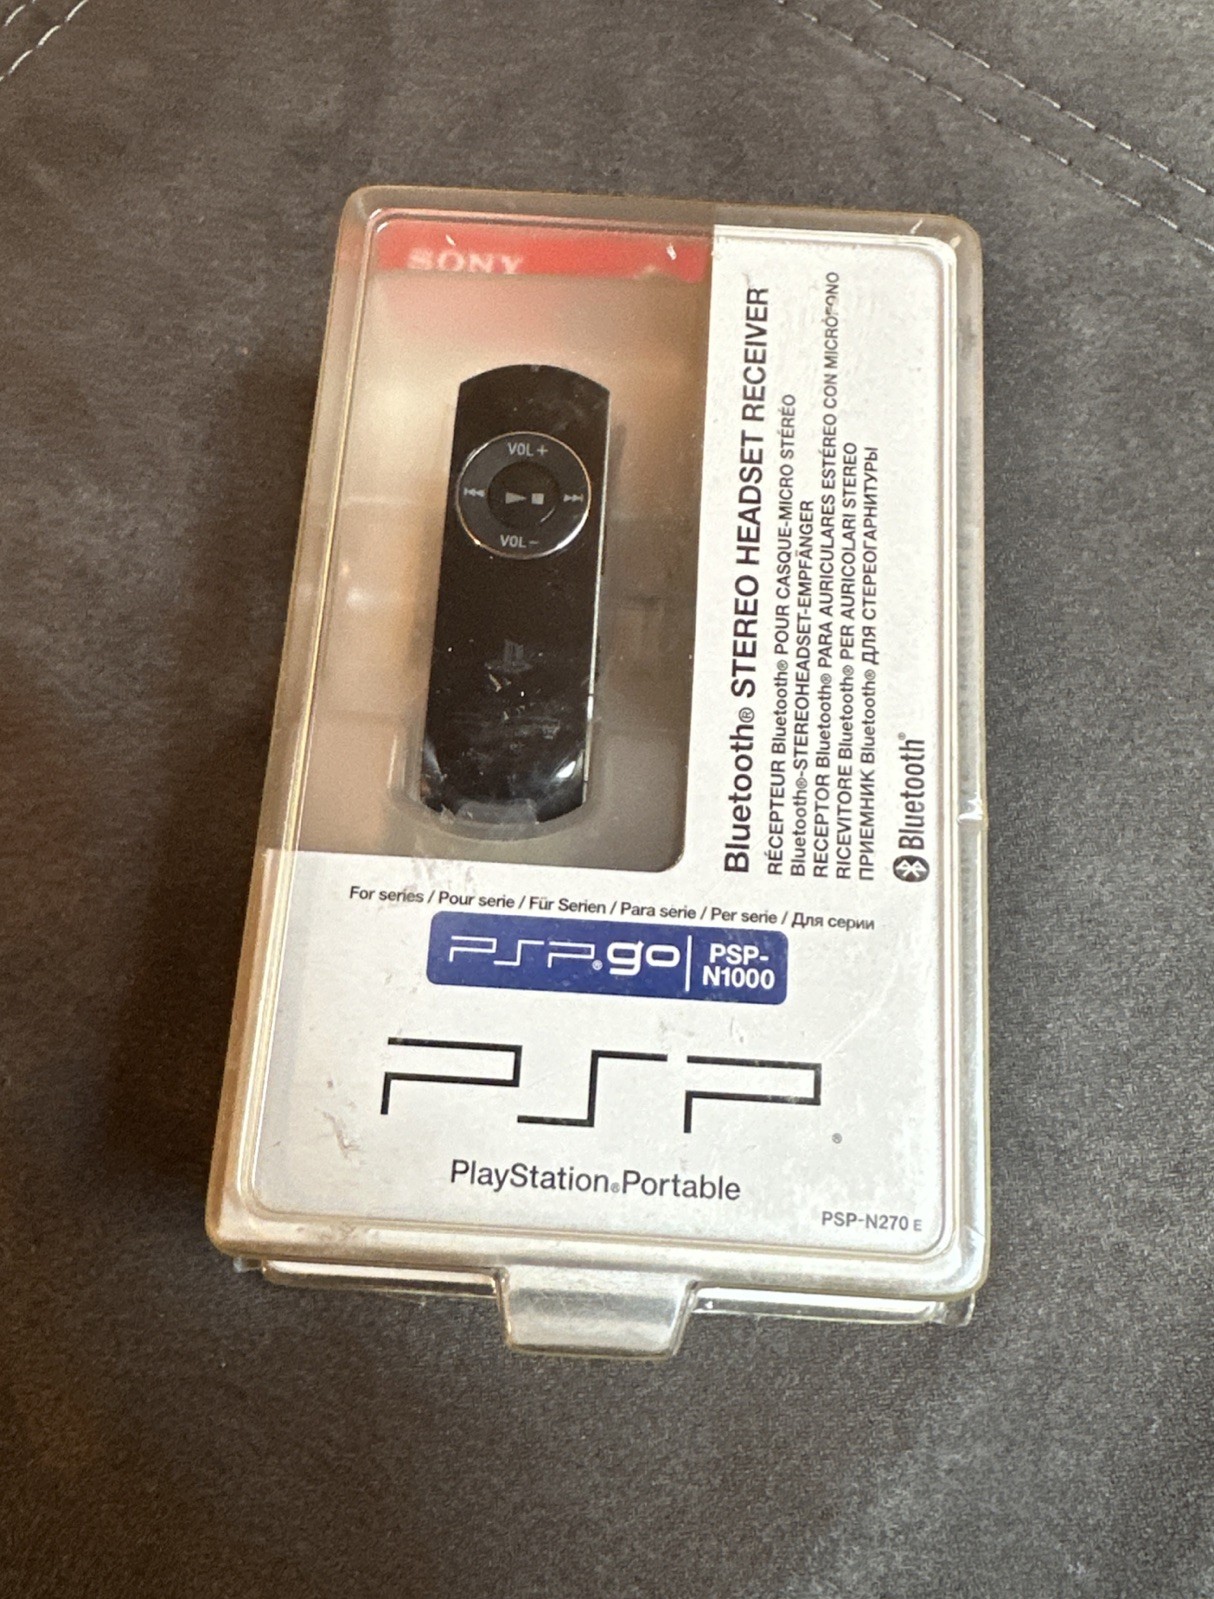 SONY
VOL +
VOL -
Bluetooth® STEREO HEADSET RECEIVER
RÉCEPTEUR Bluetooth® POUR CASQUE-MICRO STÉRÉO
Bluetooth®-STEREOHEADSET-EMPFÄNGER
RECEPTOR Bluetooth® PARA AURICULARES ESTÉREO CON MICRÓFONO
RICEVITORE Bluetooth® PER AURICOLARI STEREO
ПРИЕМНИК Bluetooth® ДЛЯ СТЕРЕОГАРНИТУРЫ
Bluetooth®
For series / Pour serie / Für Serien / Para serie / Per serie / Для серии
PSP®go PSP-
N1000
PSP®
PlayStation®Portable
PSP-N270 E